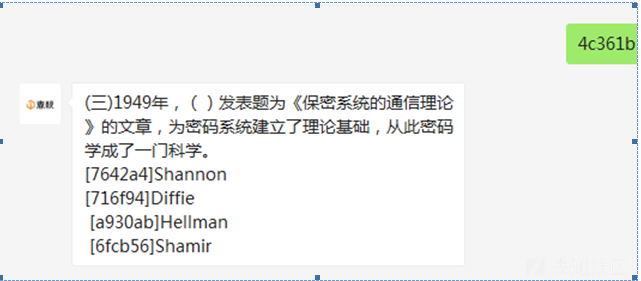 4c361b
(三)1949年，（ ）发表题为《保密系统的通信理论
》的文章，为密码系统建立了理论基础，从此密码
学成了一门科学。
[7642a4]Shannon
[716f94]Diffie
[a930ab]Hellman
[6fcb56]Shamir